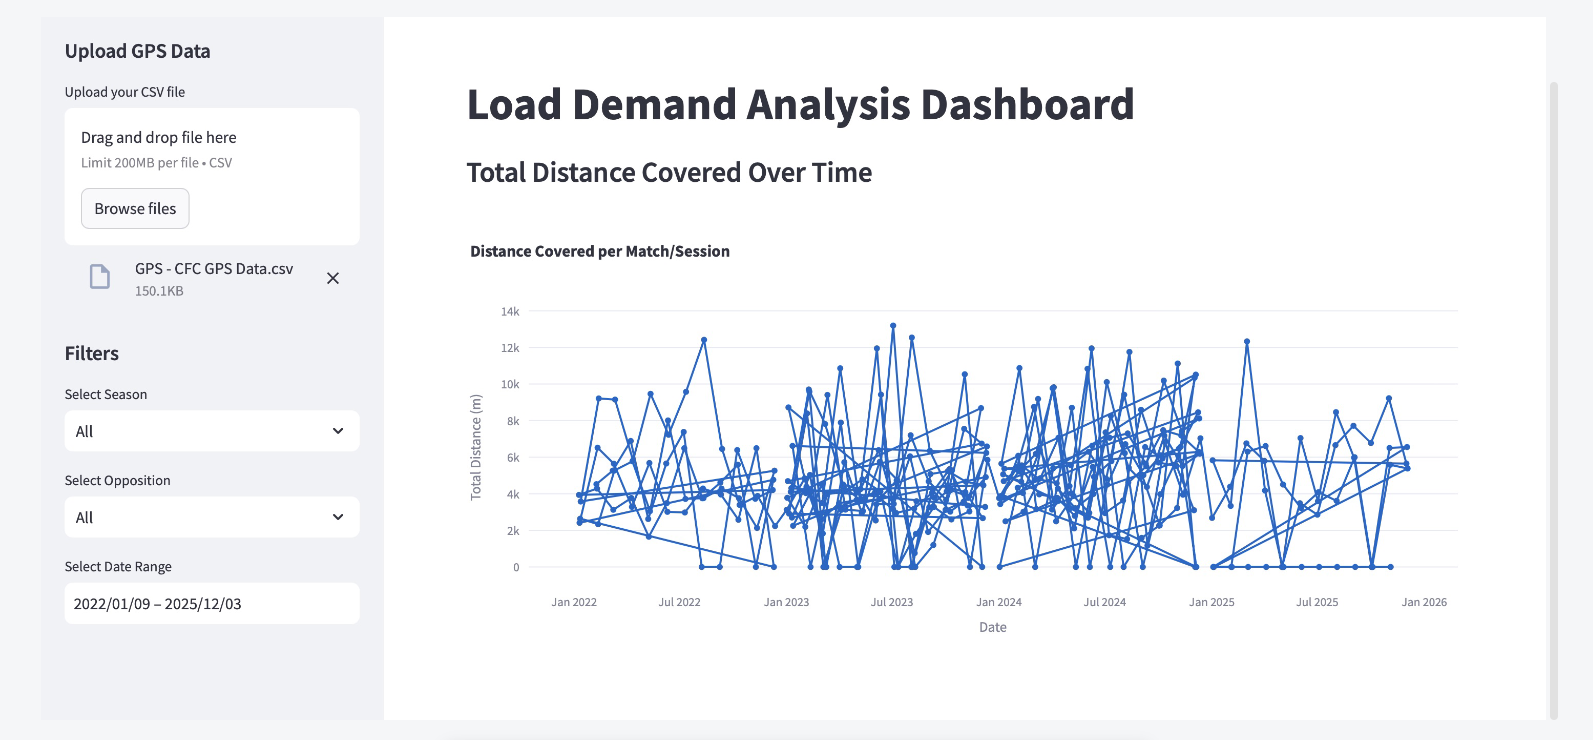 Upload GPS Data
Upload your CSV file
Drag and drop file here
Limit 200MB per file • CSV
Browse files
GPS - CFC GPS Data.csv
150.1KB
Filters
Select Season
All
Select Opposition
All
Select Date Range
2022/01/09 – 2025/12/03
Load Demand Analysis Dashboard
Total Distance Covered Over Time
Distance Covered per Match/Session
Total Distance (m)
14k
12k
10k
8k
6k
4k
2k
0
Jan 2022 Jul 2022 Jan 2023 Jul 2023 Jan 2024 Jul 2024 Jan 2025 Jul 2025 Jan 2026
Date